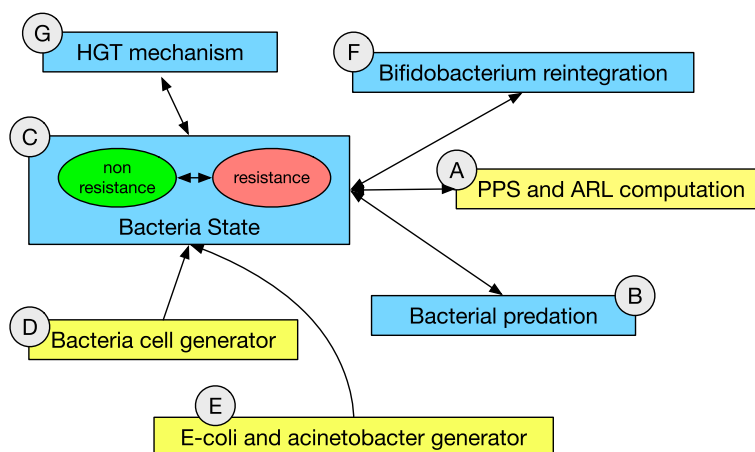 G
HGT mechanism
F
Bifidobacterium reintegration
C
non
resistance
resistance
Bacteria State
A
PPS and ARL computation
B
Bacterial predation
D
Bacteria cell generator
E
E-coli and acinetobacter generator